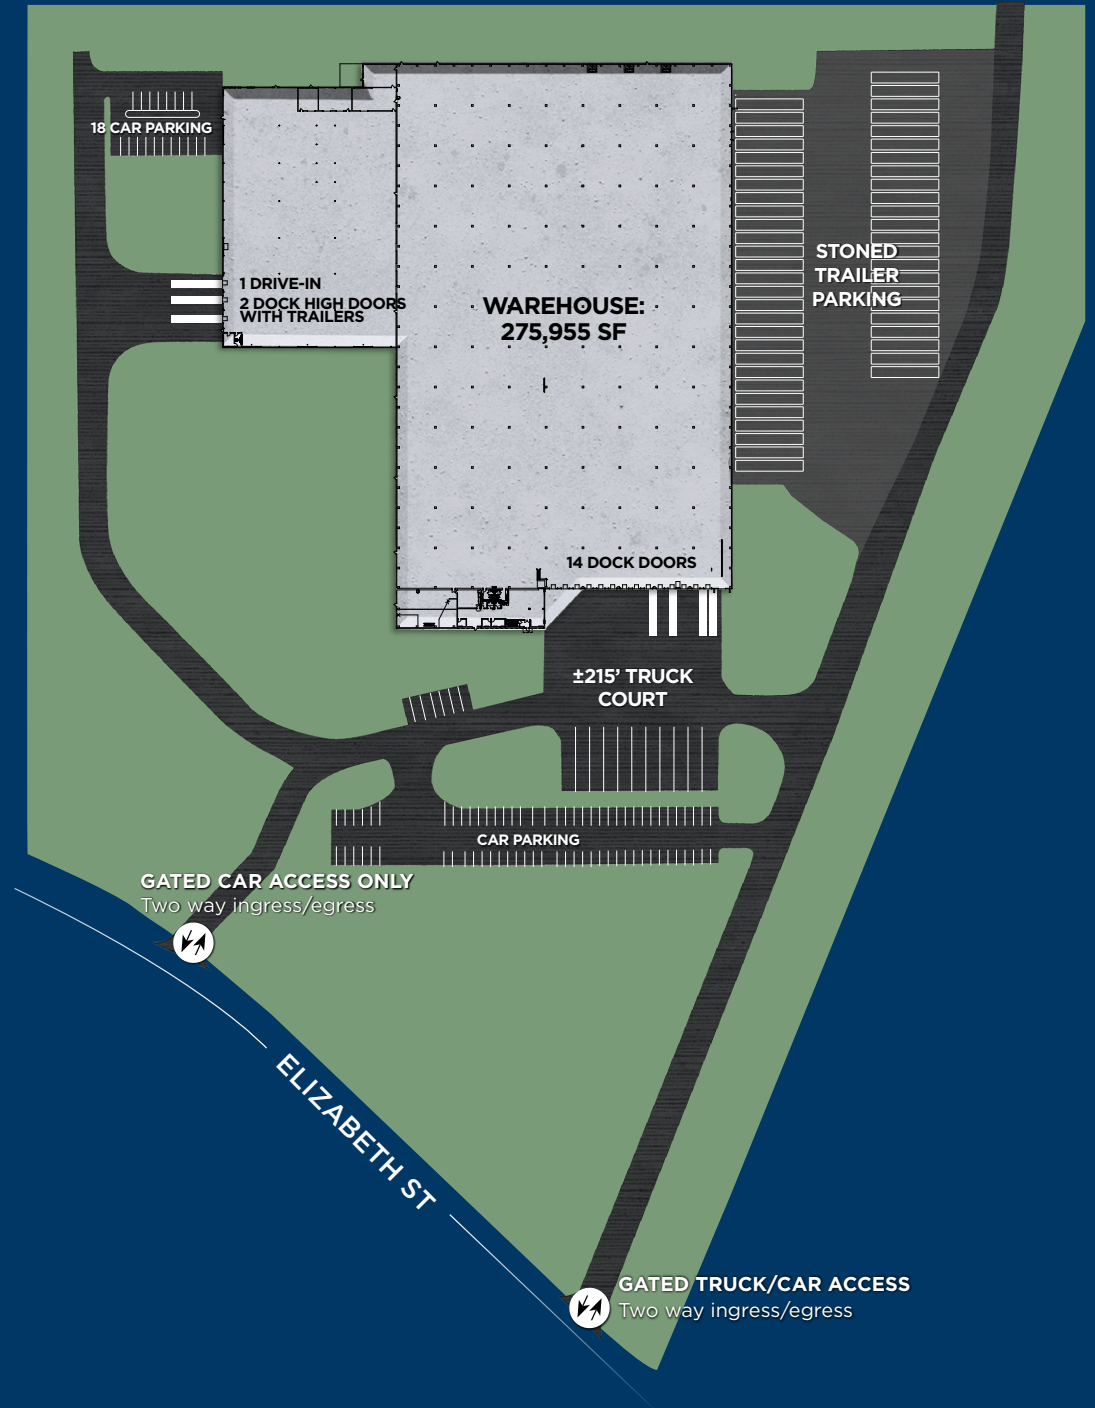 18 CAR PARKING
STONED
TRAILER
PARKING
1 DRIVE-IN
2 DOCK HIGH DOORS
WITH TRAILERS
WAREHOUSE:
275,955 SF
14 DOCK DOORS
±215’ TRUCK
COURT
CAR PARKING
GATED CAR ACCESS ONLY
Two way ingress/egress
ELIZABETH ST
GATED TRUCK/CAR ACCESS
Two way ingress/egress